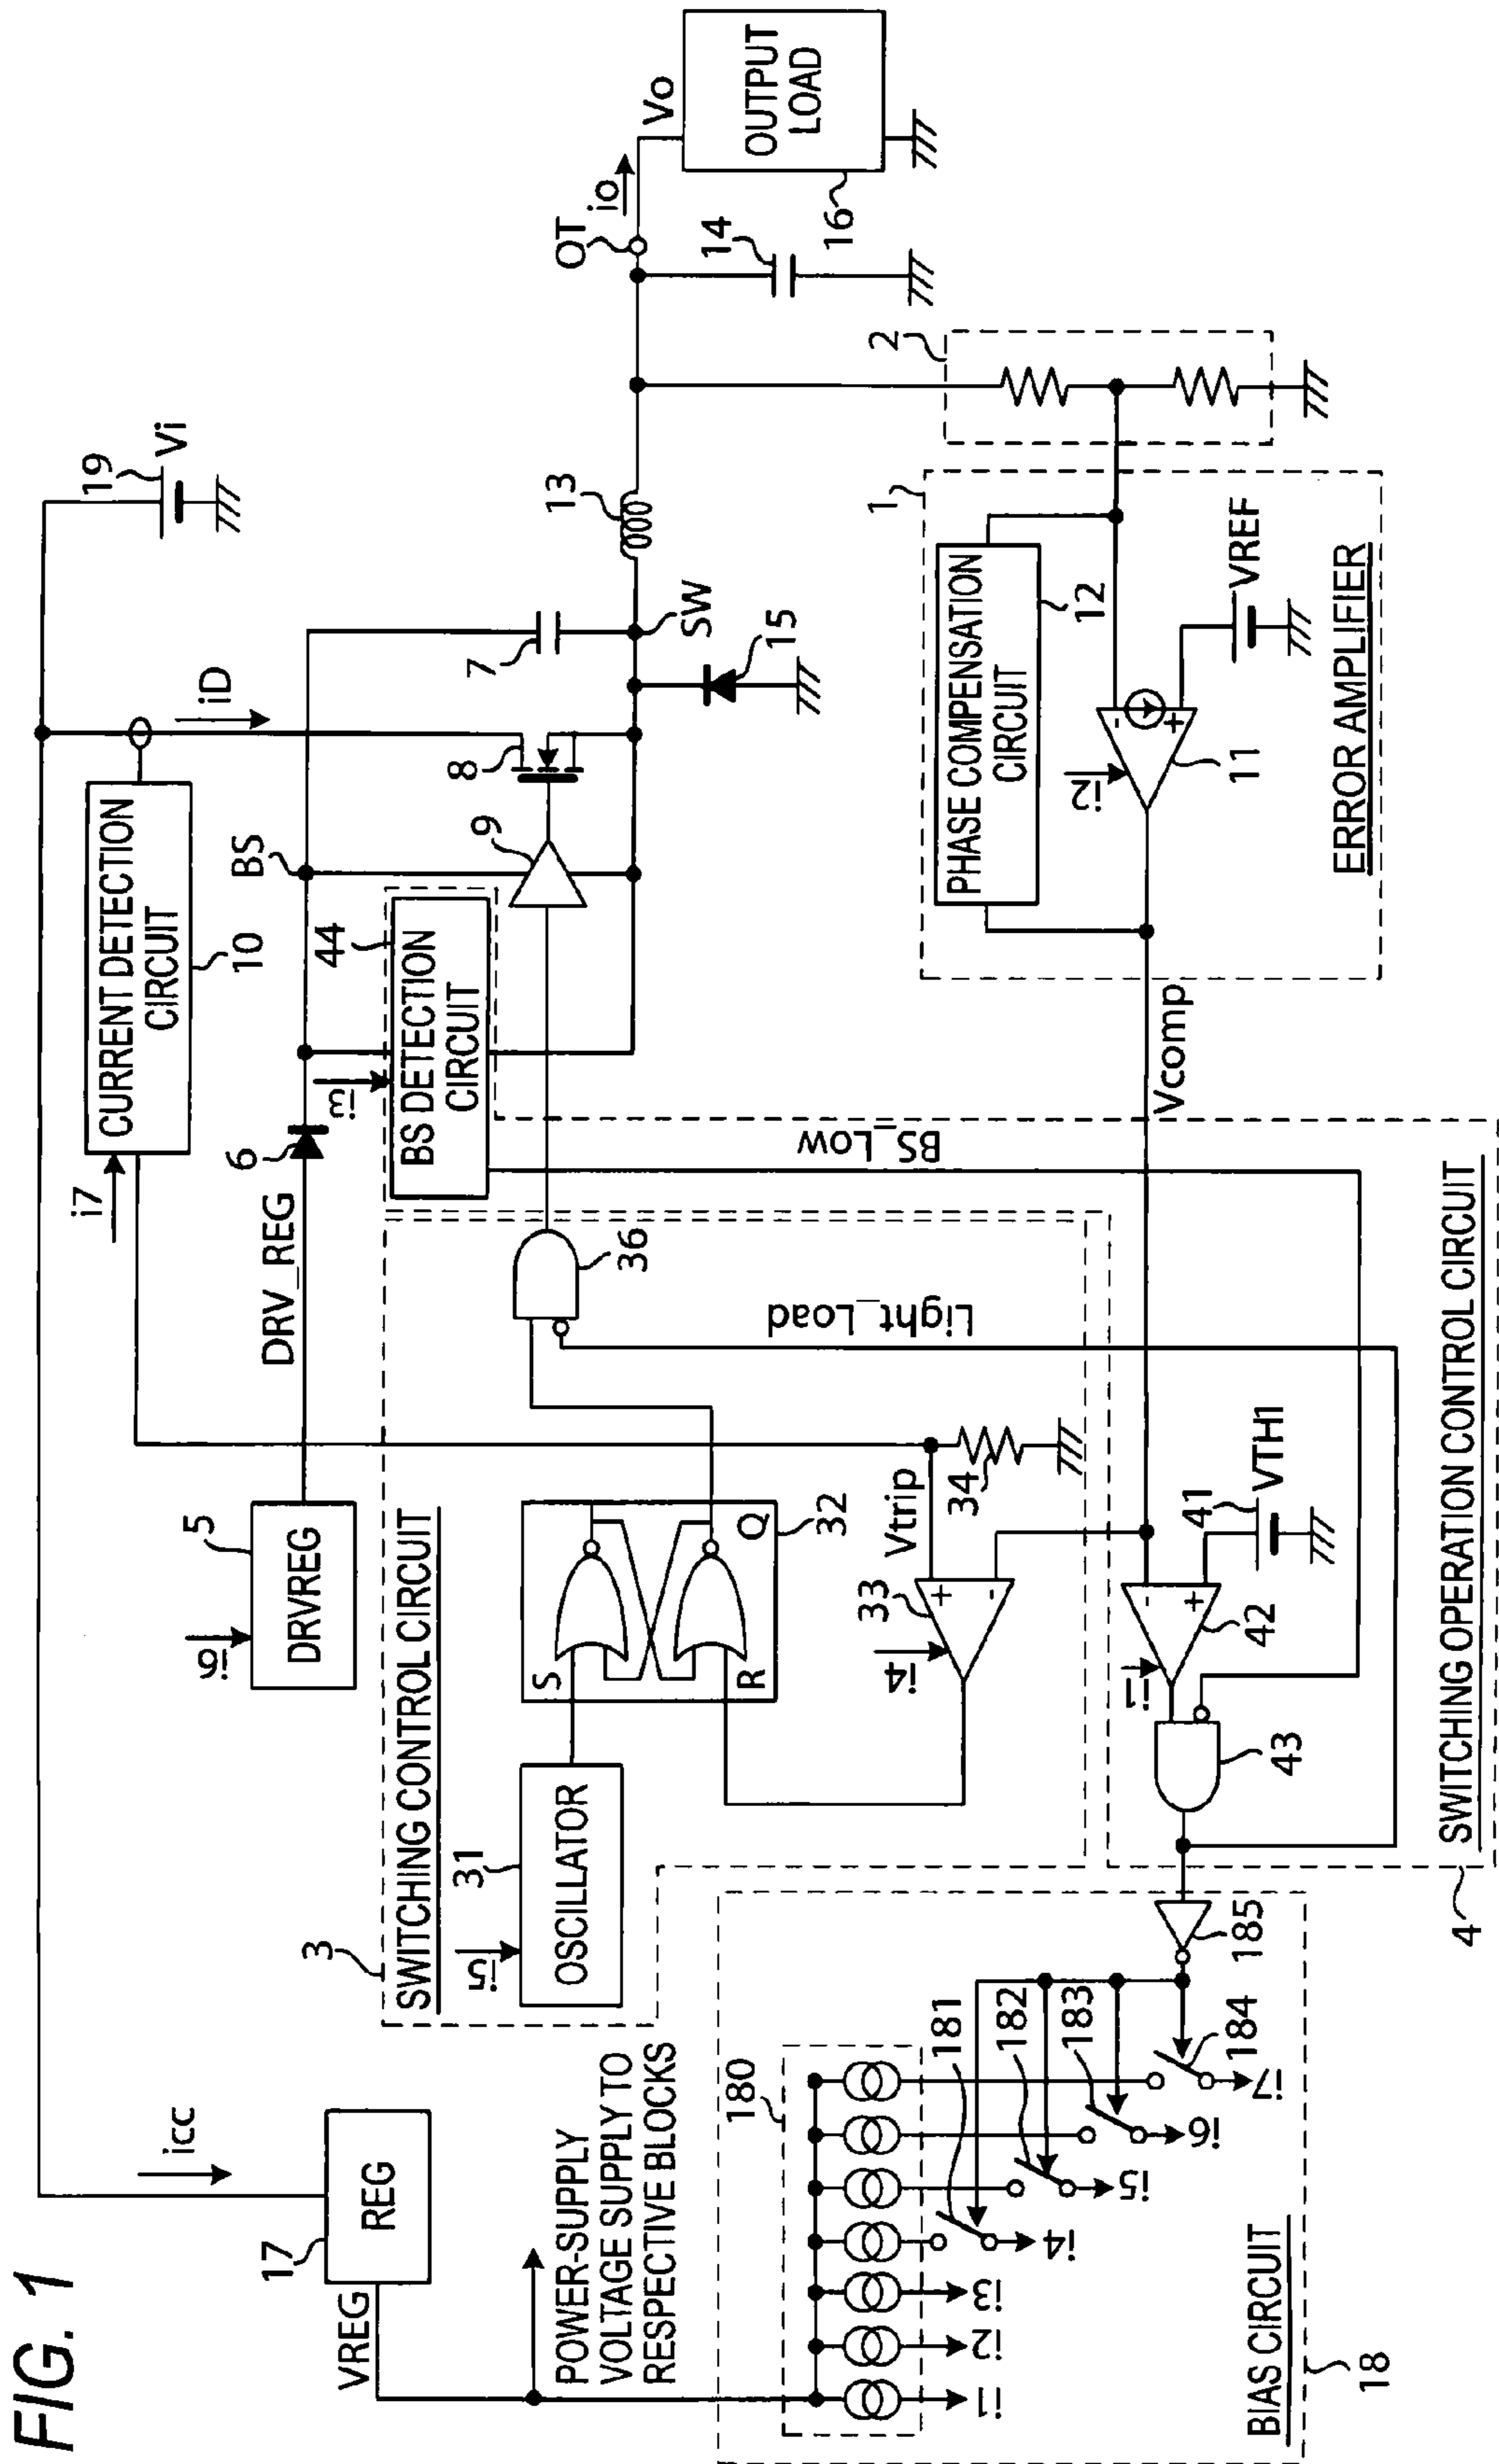 FIG. 1
19
Vi
icc
17
REG
VREG
POWER-SUPPLY
VOLTAGE SUPPLY TO
RESPECTIVE BLOCKS
i7
CURRENT DETECTION
CIRCUIT
10
iD
i6
5
DRVREG
DRV_REG
6
BS
7
8
9
SW
13
15
OT
io
Vo
OUTPUT
LOAD
16
14
i3
44
BS DETECTION
CIRCUIT
BS_Low
3
SWITCHING CONTROL CIRCUIT
i5
31
OSCILLATOR
S
R
Q
32
36
Light_Load
Vtrip
34
33
+
-
i4
2
1
PHASE COMPENSATION
CIRCUIT
12
i2
-
+
11
VREF
ERROR AMPLIFIER
Vcomp
41
VTH1
-
+
42
i1
43
SWITCHING OPERATION CONTROL CIRCUIT
4
180
181
182
183
184
185
i1
i2
i3
i4
i5
i6
i7
BIAS CIRCUIT
18